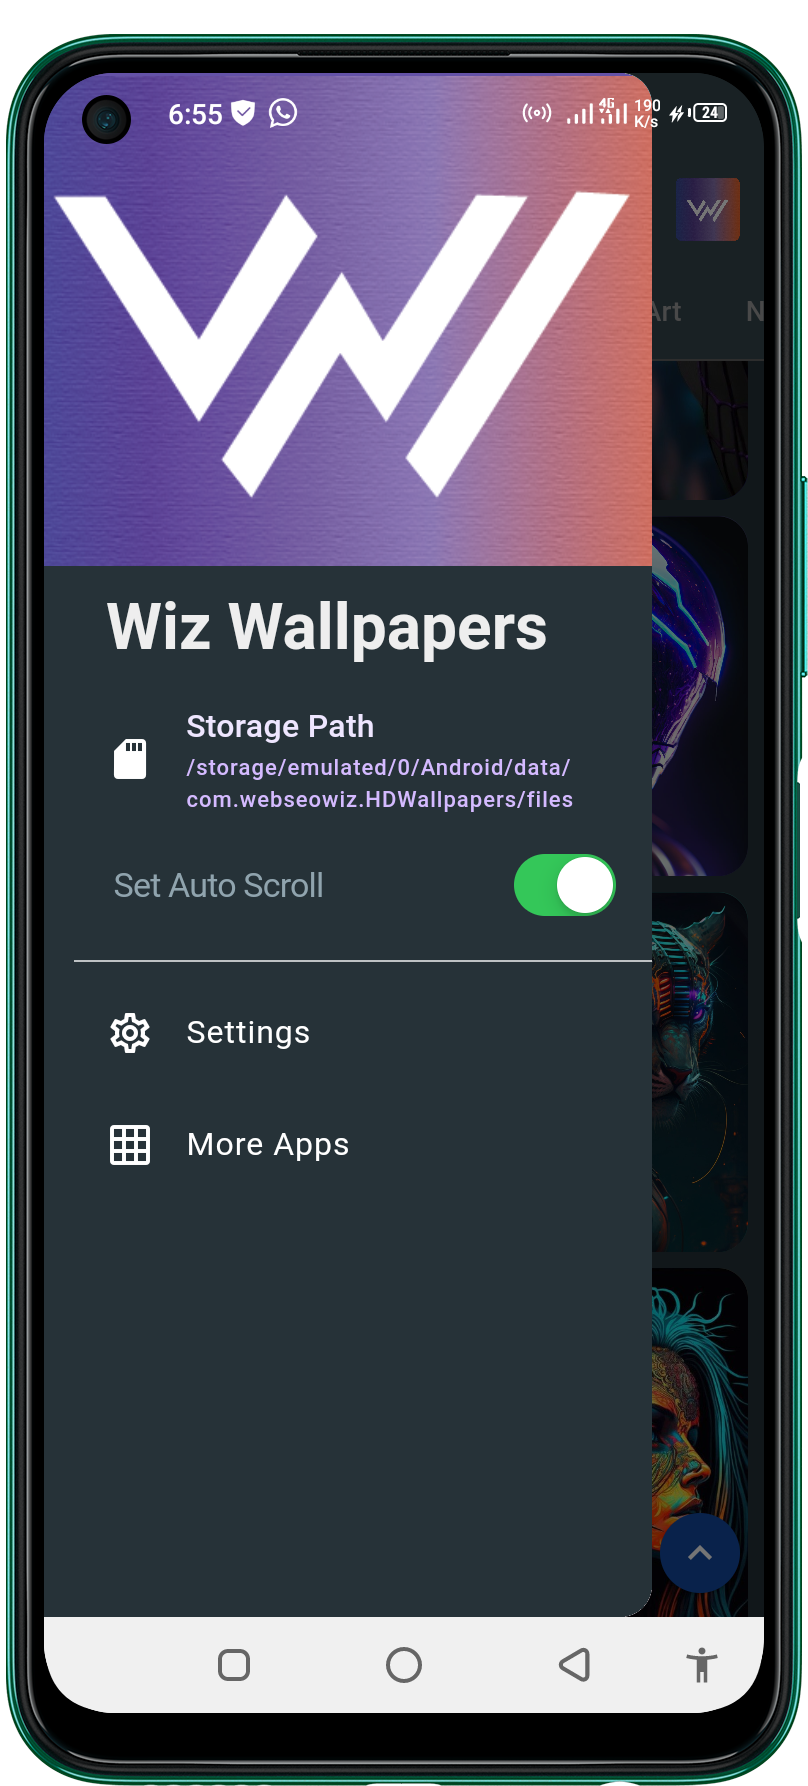 6:55
4G
190
K/s
24
VW
Art
N
Wiz Wallpapers
Storage Path
/storage/emulated/0/Android/data/
com.webseowiz.HDWallpapers/files
Set Auto Scroll
Settings
More Apps